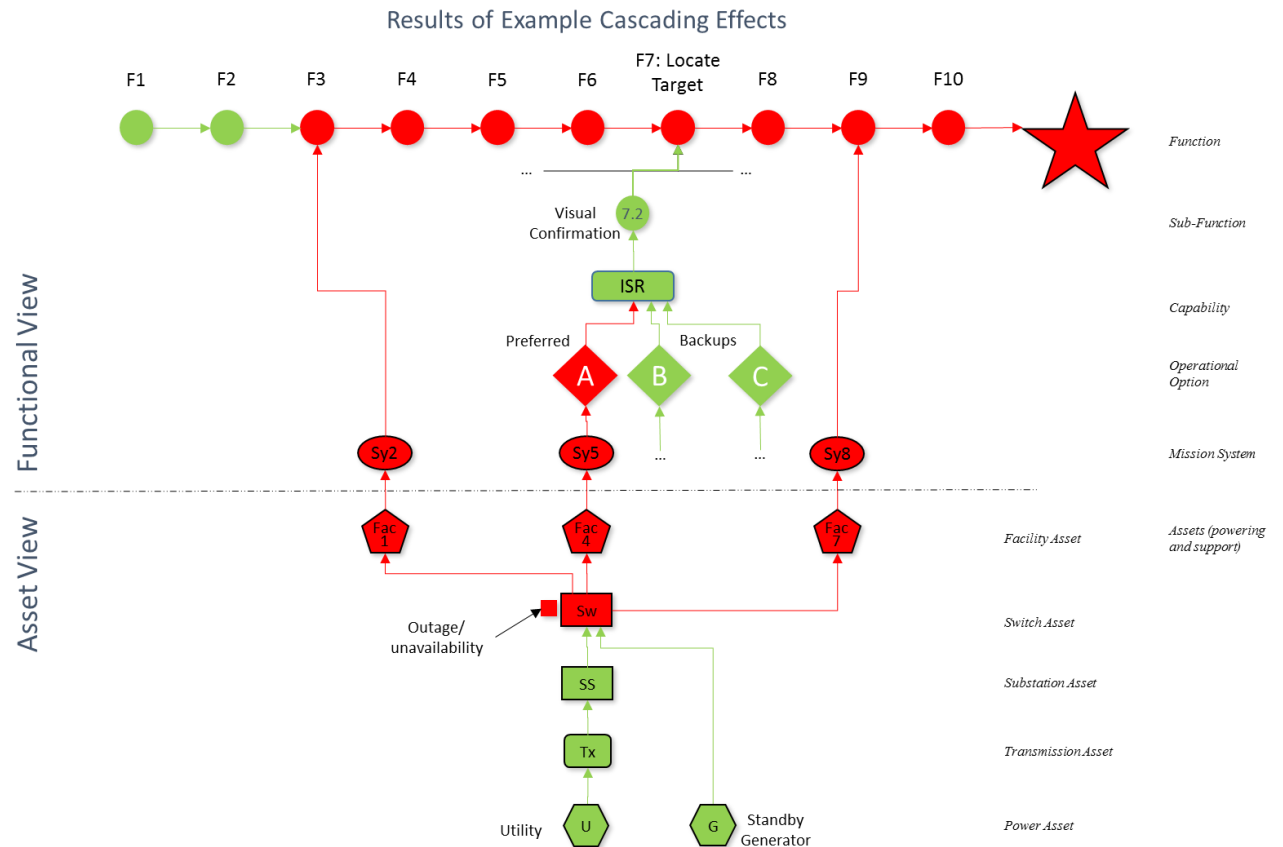 Results of Example Cascading Effects
F1
F2
F3
F4
F5
F6
F7: Locate
Target
F8
F9
F10
Function
...
...
Visual
Confirmation
7.2
Sub-Function
ISR
Capability
Preferred
Backups
A
B
C
Operational
Option
Functional View
Sy2
Sy5
...
...
Sy8
Mission System
Asset View
Fac
1
Fac
4
Fac
7
Facility Asset
Assets (powering
and support)
Sw
Outage/
unavailability
Switch Asset
SS
Substation Asset
Tx
Transmission Asset
Utility
U
G
Standby
Generator
Power Asset